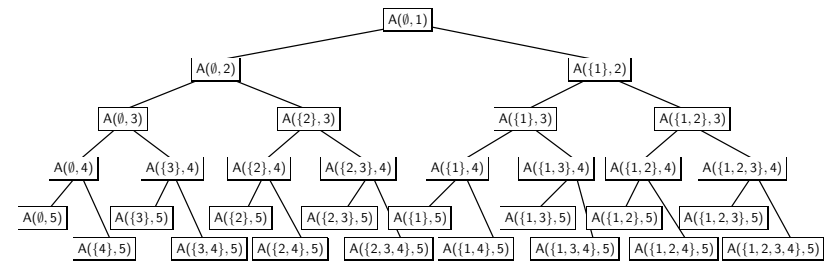 A(∅, 1)
A(∅, 2) A({1}, 2)
A(∅, 3) A({2}, 3) A({1}, 3) A({1, 2}, 3)
A(∅, 4) A({3}, 4) A({2}, 4) A({2, 3}, 4) A({1}, 4) A({1, 3}, 4) A({1, 2}, 4) A({1, 2, 3}, 4)
A(∅, 5) A({3}, 5) A({2}, 5) A({2, 3}, 5) A({1}, 5) A({1, 3}, 5) A({1, 2}, 5) A({1, 2, 3}, 5)
A({4}, 5) A({3, 4}, 5) A({2, 4}, 5) A({2, 3, 4}, 5) A({1, 4}, 5) A({1, 3, 4}, 5) A({1, 2, 4}, 5) A({1, 2, 3, 4}, 5)